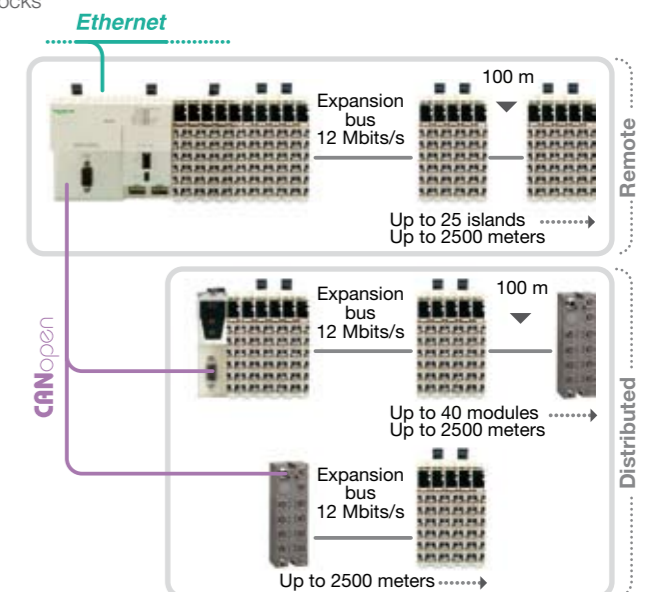 ocks
Ethernet
100 m
Expansion
bus
12 Mbits/s
Up to 25 islands
Up to 2500 meters
Remote
CANopen
100 m
Expansion
bus
12 Mbits/s
Up to 40 modules
Up to 2500 meters
Distributed
Expansion
bus
12 Mbits/s
Up to 2500 meters